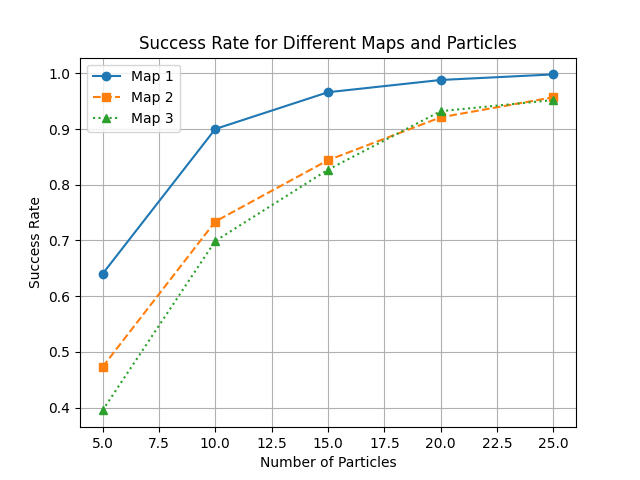 Success Rate for Different Maps and Particles
Map 1
Map 2
Map 3
Success Rate
1.0
0.9
0.8
0.7
0.6
0.5
0.4
5.0 7.5 10.0 12.5 15.0 17.5 20.0 22.5 25.0
Number of Particles